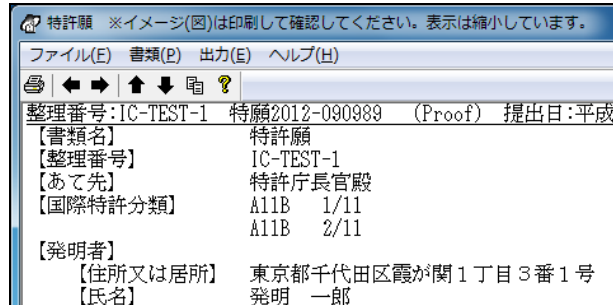 特許願 ※イメージ(図)は印刷して確認してください。表示は縮小しています。
ファイル(F) 書類(P) 出力(E) ヘルプ(H)
整理番号:IC-TEST-1 特願2012-090989 (Proof) 提出日:平成
【書類名】 特許願
【整理番号】 IC-TEST-1
【あて先】 特許庁長官殿
【国際特許分類】 A11B 1/11
A11B 2/11
【発明者】
【住所又は居所】 東京都千代田区霞が関1丁目3番1号
【氏名】 発明 一郎